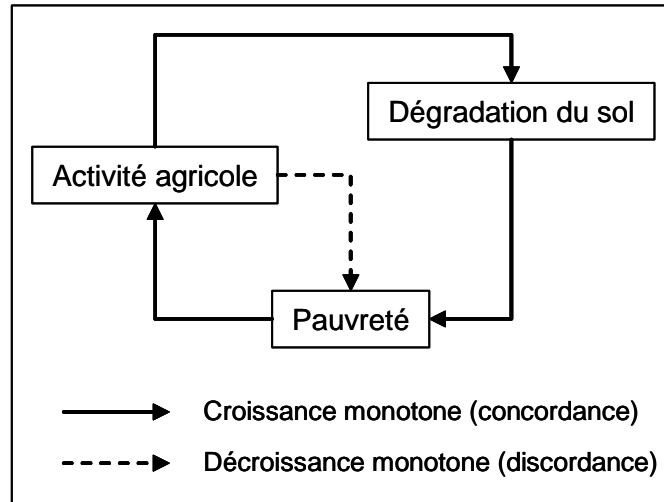 Dégradation du sol
Activité agricole
Pauvreté
Croissance monotone (concordance)
Décroissance monotone (discordance)